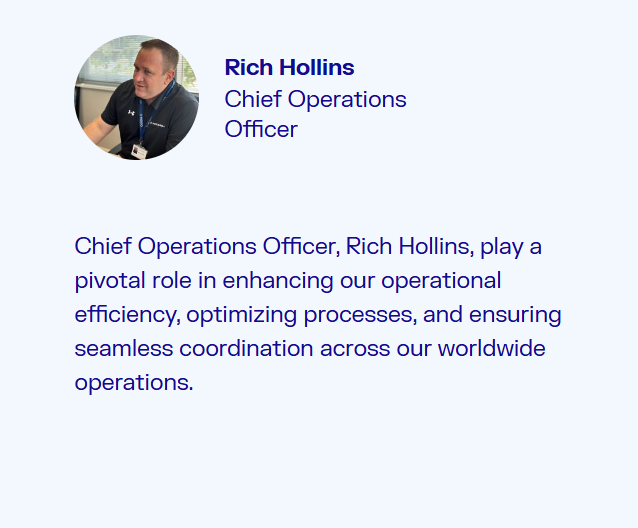 Rich Hollins
Chief Operations
Officer
Chief Operations Officer, Rich Hollins, play a
pivotal role in enhancing our operational
efficiency, optimizing processes, and ensuring
seamless coordination across our worldwide
operations.